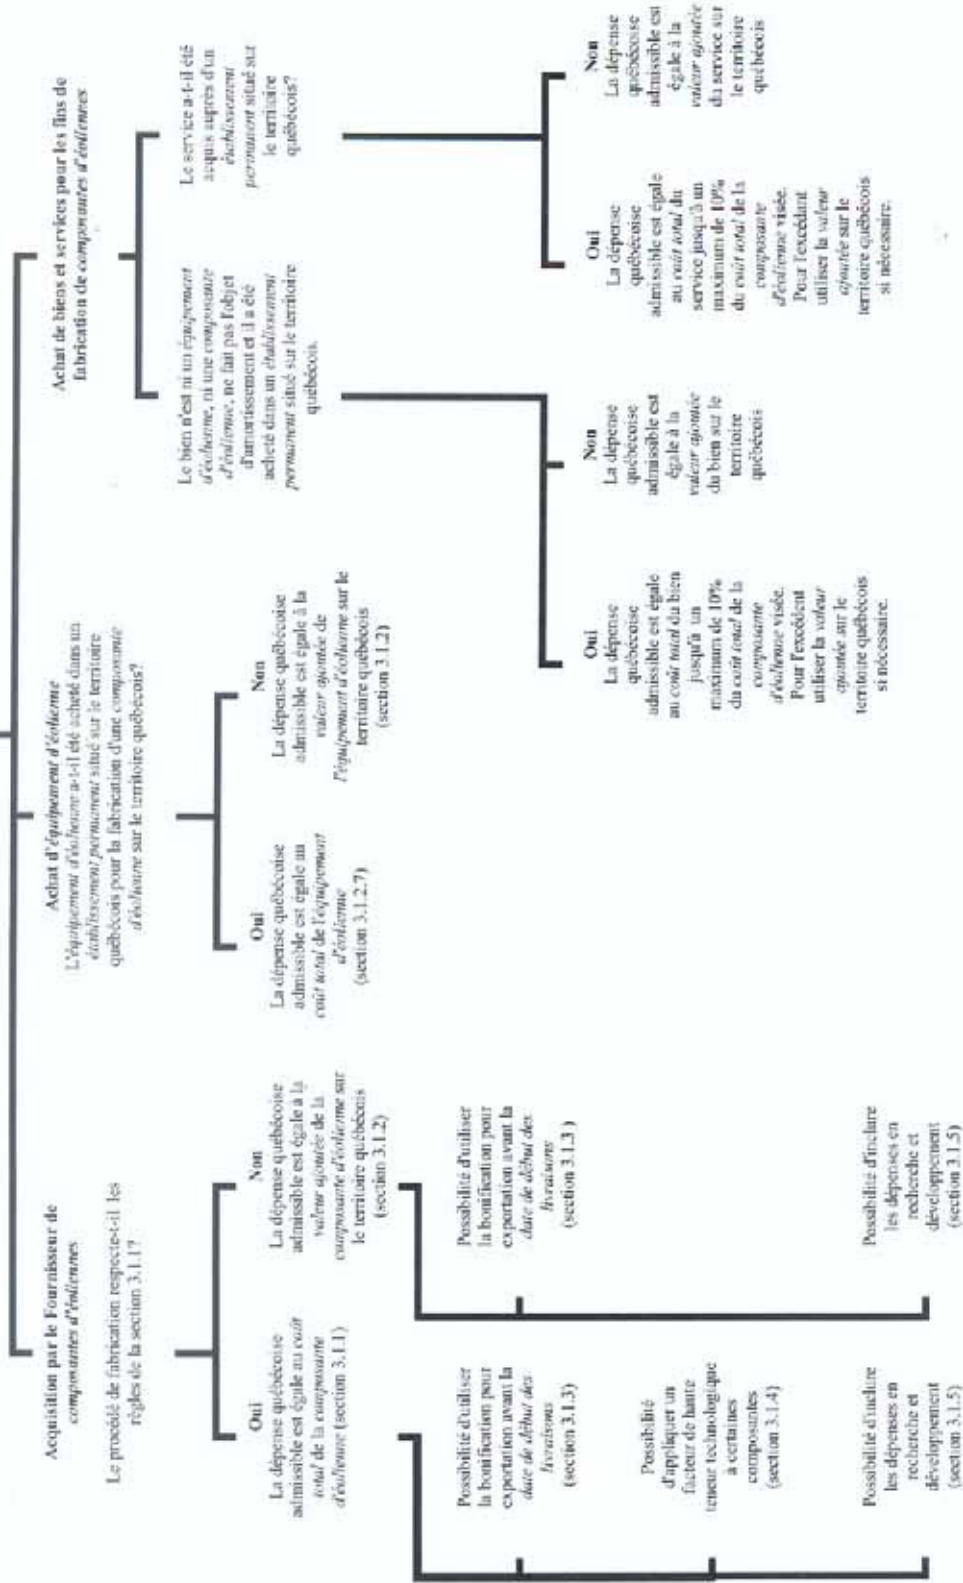 Acquisition par le Fournisseur de
composantes d'éoliennes
Le procédé de fabrication respecte-t-il les
règles de la section 3.1.1?
Oui
La dépense québécoise
admissible est égale au coût
total de la composante
d'éolienne (section 3.1.1)
Possibilité d'utiliser
la bonification pour
exportation avant la
date de début des
livraisons
(section 3.1.3)
Possibilité
d'appliquer un
facteur de haute
teneur technologique
à certaines
composantes
(section 3.1.4)
Possibilité d'inclure
les dépenses en
recherche et
développement
(section 3.1.5)
Non
La dépense québécoise
admissible est égale à la
valeur ajoutée de la
composante d'éolienne sur
le territoire québécois
(section 3.1.2)
Possibilité d'utiliser
la bonification pour
exportation avant la
date de début des
livraisons
(section 3.1.3 )
Possibilité d'inclure
les dépenses en
recherche et
développement
(section 3.1.5)
Achat d'équipement d'éolienne
L'équipement d'éolienne a-t-il été acheté dans un
établissement permanent situé sur le territoire
québécois pour la fabrication d'une composante
d'éolienne sur le territoire québécois?
Oui
La dépense québécoise
admissible est égale au
coût total de l'équipement
d'éolienne
(section 3.1.2.7)
Non
La dépense québécoise
admissible est égale à la
valeur ajoutée de
l'équipement d'éolienne sur le
territoire québécois
(section 3.1.2)
Achat de biens et services pour les fins de
fabrication de composantes d'éoliennes
Le bien n'est ni un équipement
d'éolienne, ni une composante
d'éolienne, ne fait pas l'objet
d'amortissement et il a été
acheté dans un établissement
permanent situé sur le territoire
québécois.
Oui
La dépense
québécoise
admissible est égale
au coût total du bien
jusqu'à un
maximum de 10%
du coût total de la
composante
d'éolienne visée.
Pour l'excédent
utiliser la valeur
ajoutée sur le
territoire québécois
si nécessaire.
Non
La dépense
québécoise
admissible est
égale à la
valeur ajoutée
du bien sur le
territoire
québécois
Le service a-t-il été
acquis auprès d'un
établissement
permanent situé sur
le territoire
québécois?
Oui
La dépense
québécoise
admissible est égale
au coût total du
service jusqu'à un
maximum de 10%
du coût total de la
composante
d'éolienne visée.
Pour l'excédant
utiliser la valeur
ajoutée sur le
territoire québécois
si nécessaire.
Non
La dépense
québécoise
admissible est
égale à la
valeur ajoutée
du service sur
le territoire
québécois